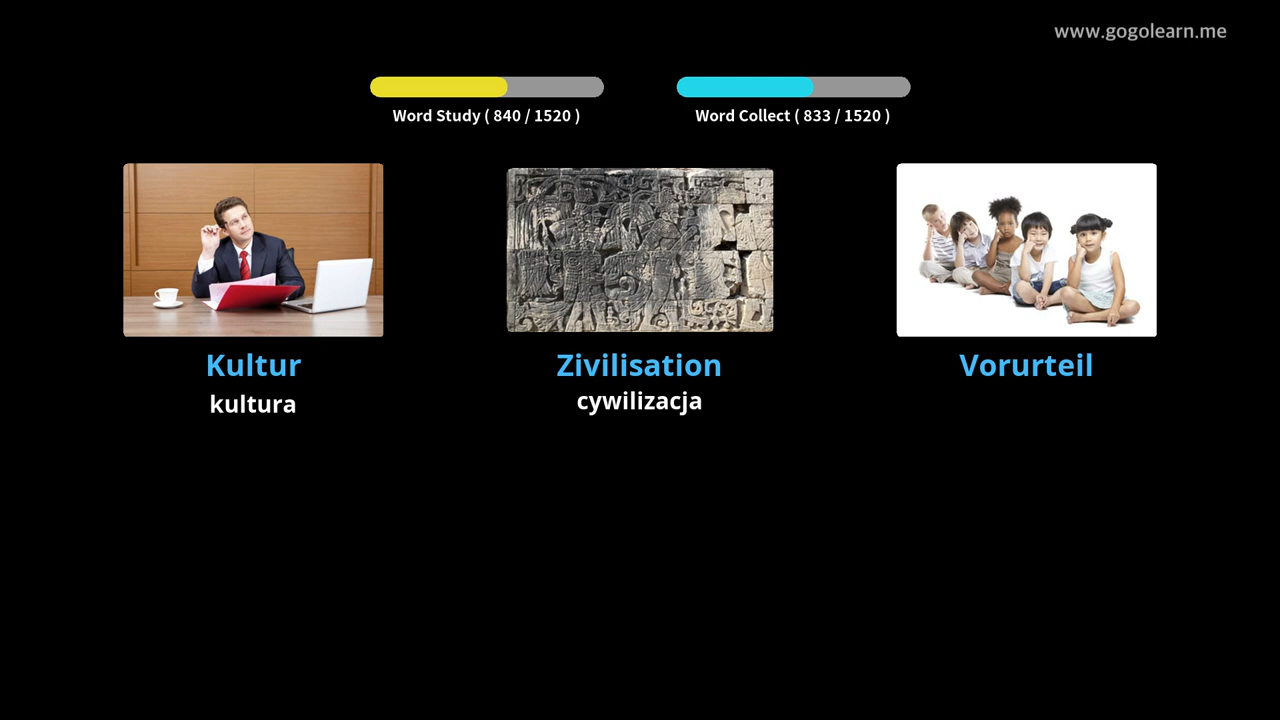 www.gogolearn.me
Word Study ( 840 / 1520 )
Word Collect ( 833 / 1520 )
Kultur
kultura
Zivilisation
cywilizacja
Vorurteil